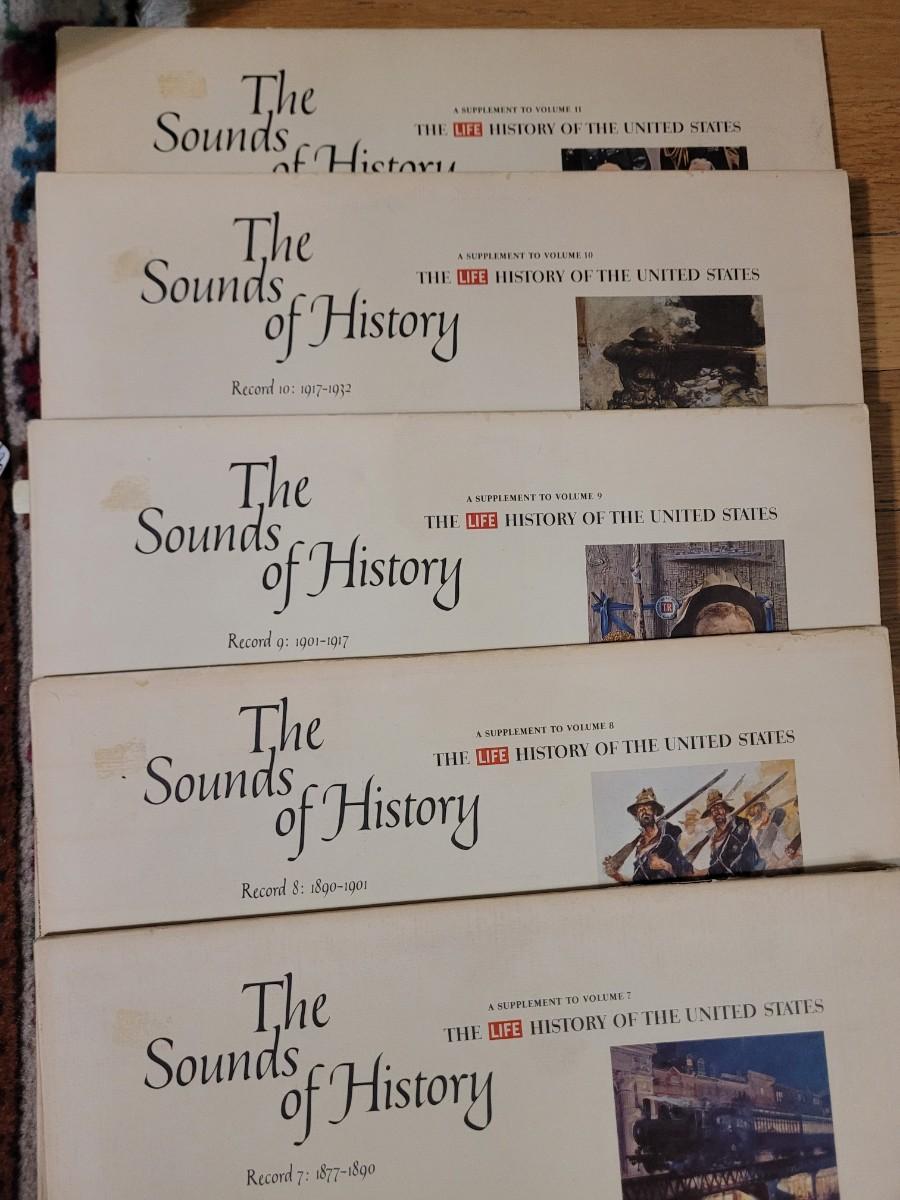 The
Sounds
of History
A SUPPLEMENT TO VOLUME 11
THE LIFE HISTORY OF THE UNITED STATES
The
Sounds
of History
Record 10: 1917-1932
A SUPPLEMENT TO VOLUME 10
THE LIFE HISTORY OF THE UNITED STATES
The
Sounds
of History
Record 9: 1901-1917
A SUPPLEMENT TO VOLUME 9
THE LIFE HISTORY OF THE UNITED STATES
TR
The
Sounds
of History
Record 8: 1890-1901
A SUPPLEMENT TO VOLUME 8
THE LIFE HISTORY OF THE UNITED STATES
The
Sounds
of History
Record 7: 1877-1890
A SUPPLEMENT TO VOLUME 7
THE LIFE HISTORY OF THE UNITED STATES